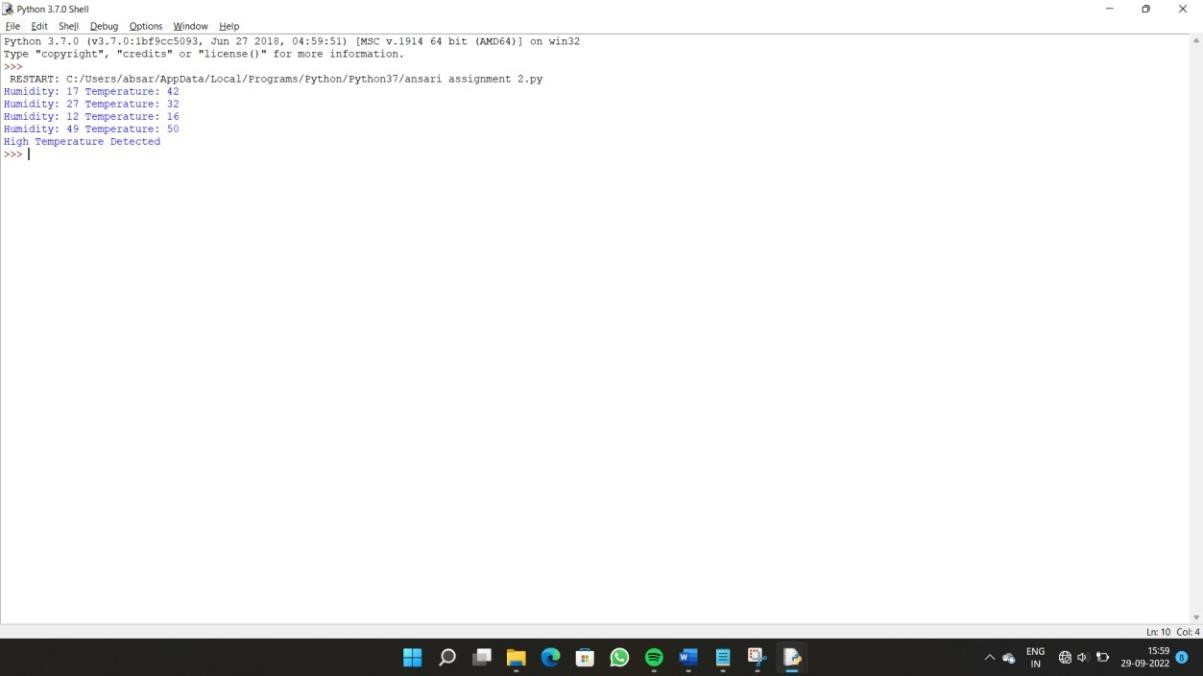 Python 3.7.0 Shell
File Edit Shell Debug Options Window Help
Python 3.7.0 (v3.7.0:1bf9cc5093, Jun 27 2018, 04:59:51) [MSC v.1914 64 bit (AMD64)] on win32
Type "copyright", "credits" or "license()" for more information.
>>>
RESTART: C:/Users/absar/AppData/Local/Programs/Python/Python37/ansari assignment 2.py
Humidity: 17 Temperature: 42
Humidity: 27 Temperature: 32
Humidity: 12 Temperature: 16
Humidity: 49 Temperature: 50
High Temperature Detected
>>>
Ln: 10 Col: 4
ENG
IN
15:59
29-09-2022
8